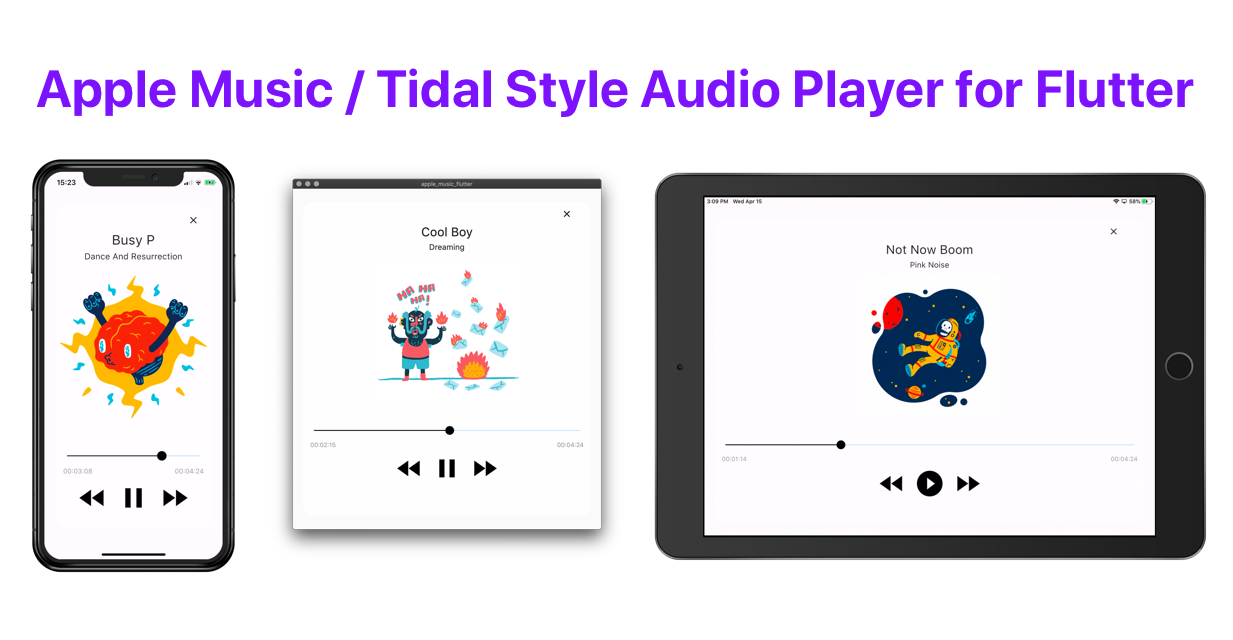 Apple Music / Tidal Style Audio Player for Flutter
15:23
Busy P
Dance And Resurrection
00:03:08
00:04:24
apple_music_flutter
Cool Boy
Dreaming
HA HA
HA!
00:02:15
00:04:24
3:09 PM Wed Apr 15
58%
Not Now Boom
Pink Noise
00:01:14
00:04:24